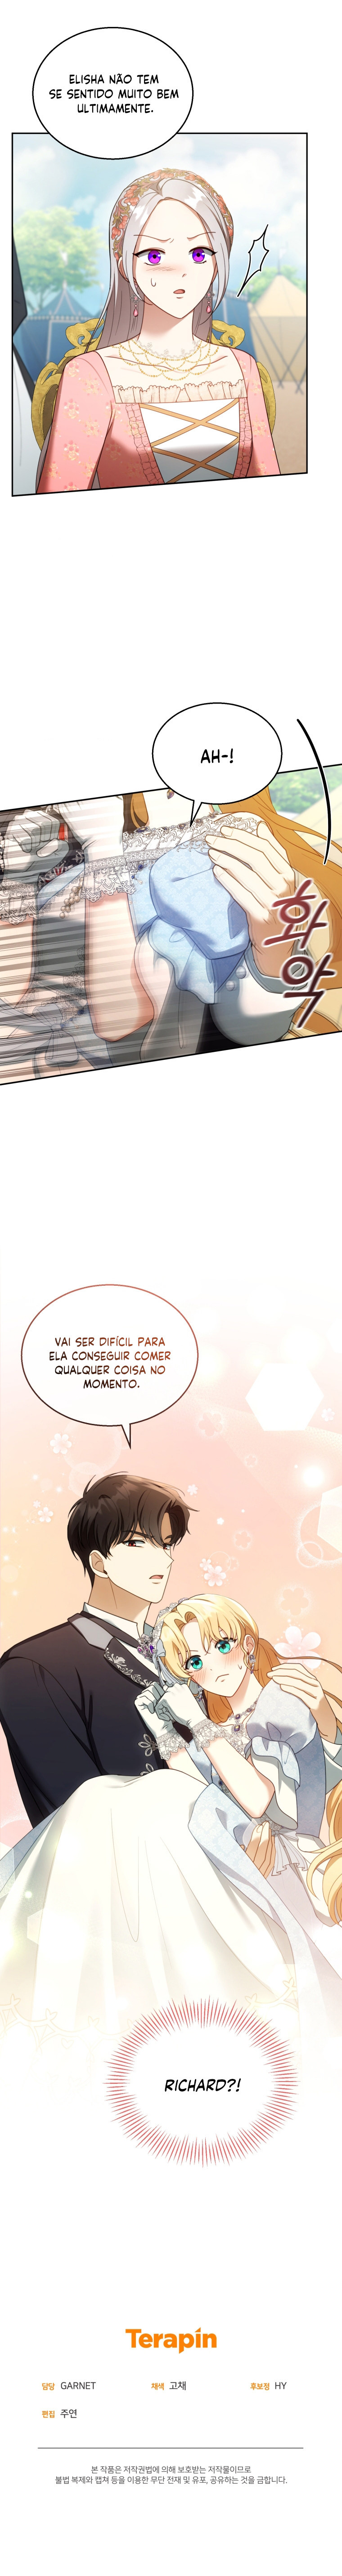 ELISHA NÃO TEM
SE SENTIDO MUITO BEM
ULTIMAMENTE.
AH-!
화
악
VAI SER DIFÍCIL PARA
ELA CONSEGUIR COMER
QUALQUER COISA NO
MOMENTO.
RICHARD?!
Terapin
담당 GARNET 채색 고채 후보정 HY
편집 주연
본 작품은 저작권법에 의해 보호받는 저작물이므로
불법 복제와 캡쳐 등을 이용한 무단 전재 및 유포, 공유하는 것을 금합니다.